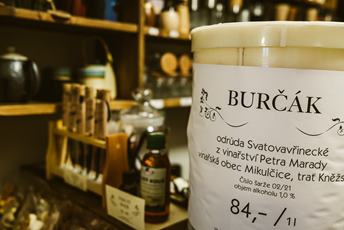 BURČÁK
odrůda Svatovavřinecké
z vinařství Petra Marady
vinařská obec Mikulčice, trať Kněžs
Číslo šarže 02/21
objem alkoholu 1,0 %
84,- /1l